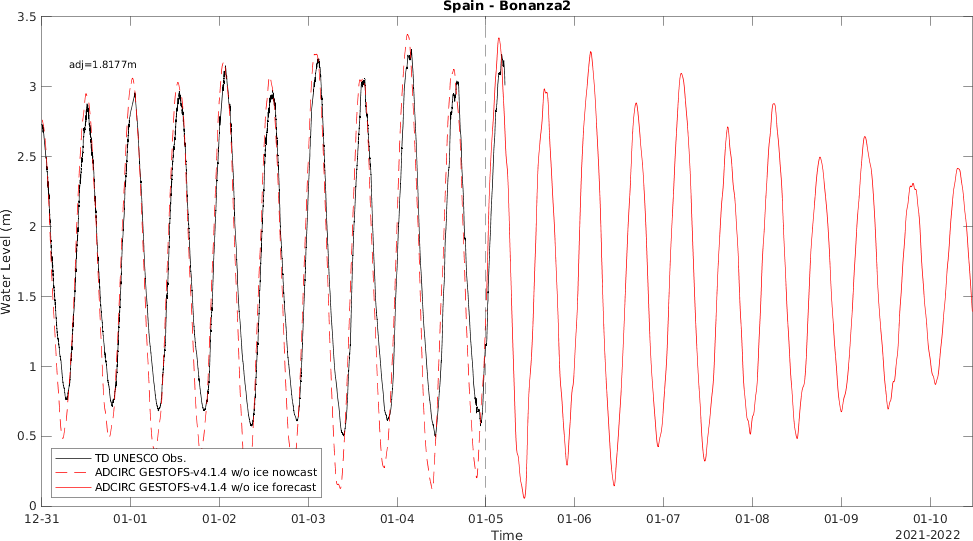 Spain - Bonanza2
adj=1.8177m
Water Level (m)
3.5
3
2.5
2
1.5
1
0.5
0
TD UNESCO Obs.
ADCIRC GESTOFS-v4.1.4 w/o ice nowcast
ADCIRC GESTOFS-v4.1.4 w/o ice forecast
12-31 01-01 01-02 01-03 01-04 01-05 01-06 01-07 01-08 01-09 01-10
Time
2021-2022